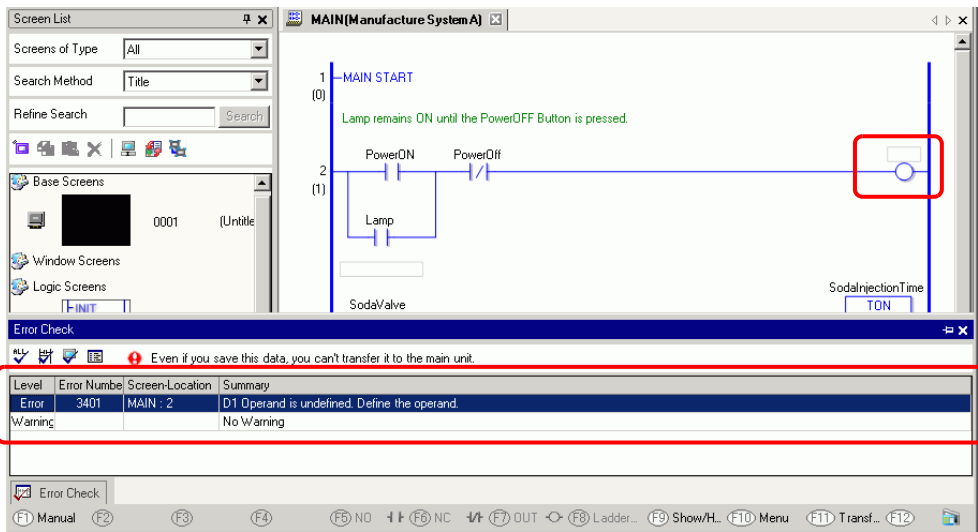 Screen List
Screens of Type All
Search Method Title
Refine Search Search
Base Screens
0001 (Untitle
Window Screens
Logic Screens
INIT
MAIN(Manufacture SystemA)
1
(0)
MAIN START
Lamp remains ON until the PowerOFF Button is pressed.
PowerON PowerOff
2
(1)
Lamp
SodaValve
SodaInjectionTime
TON
Error Check
Even if you save this data, you can't transfer it to the main unit.
Level Error Numbe Screen-Location Summary
Error 3401 MAIN : 2 D1 Operand is undefined. Define the operand.
Warning No Warning
Error Check
F1 Manual F2 F3 F4 F5 NO F6 NC F7 OUT F8 Ladder... F9 Show/H... F10 Menu F11 Transf... F12